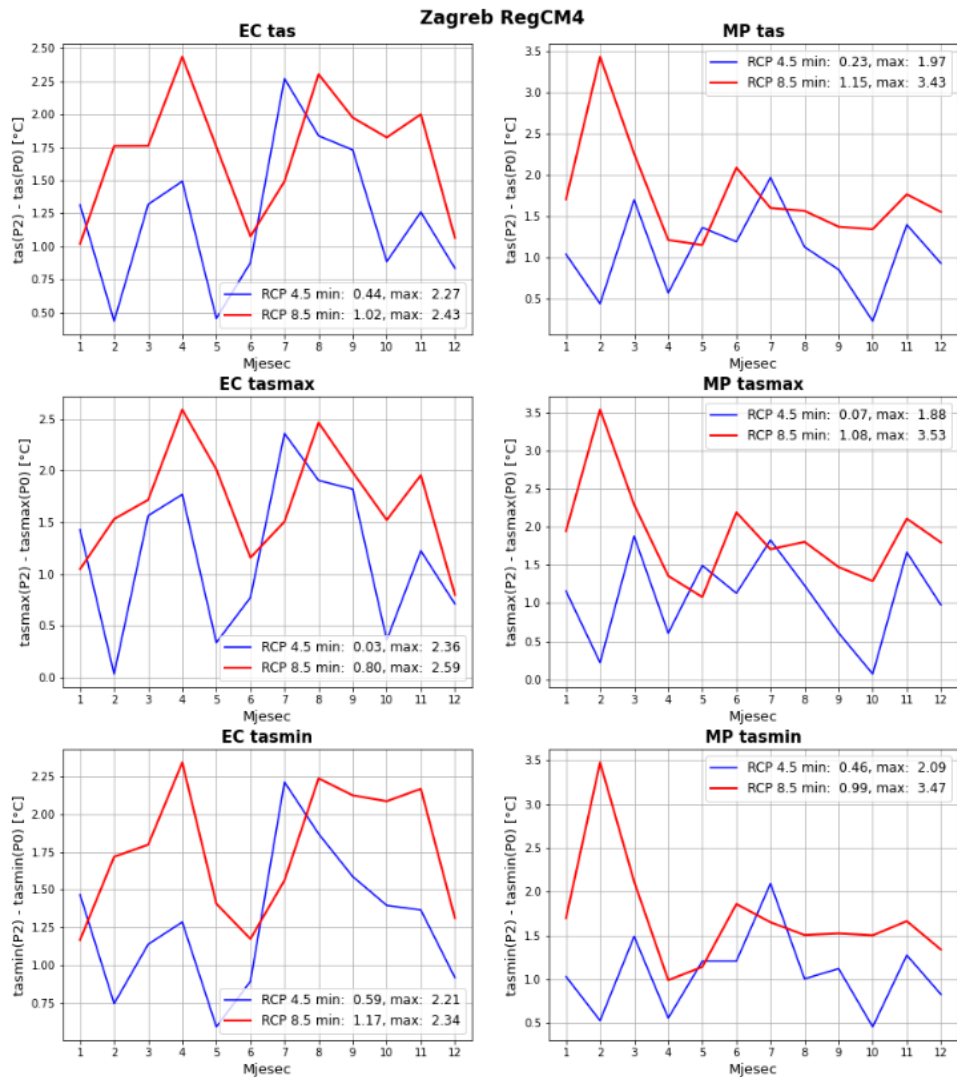 Zagreb RegCM4
EC tas
tas(P2) - tas(P0) [°C]
2.50
2.25
2.00
1.75
1.50
1.25
1.00
0.75
0.50
RCP 4.5 min: 0.44, max: 2.27
RCP 8.5 min: 1.02, max: 2.43
1 2 3 4 5 6 7 8 9 10 11 12
Mjesec
MP tas
3.5
3.0
2.5
2.0
1.5
1.0
0.5
RCP 4.5 min: 0.23, max: 1.97
RCP 8.5 min: 1.15, max: 3.43
1 2 3 4 5 6 7 8 9 10 11 12
Mjesec
EC tasmax
tasmax(P2) - tasmax(P0) [°C]
2.5
2.0
1.5
1.0
0.5
0.0
RCP 4.5 min: 0.03, max: 2.36
RCP 8.5 min: 0.80, max: 2.59
1 2 3 4 5 6 7 8 9 10 11 12
Mjesec
MP tasmax
3.5
3.0
2.5
2.0
1.5
1.0
0.5
0.0
RCP 4.5 min: 0.07, max: 1.88
RCP 8.5 min: 1.08, max: 3.53
1 2 3 4 5 6 7 8 9 10 11 12
Mjesec
EC tasmin
tasmin(P2) - tasmin(P0) [°C]
2.25
2.00
1.75
1.50
1.25
1.00
0.75
RCP 4.5 min: 0.59, max: 2.21
RCP 8.5 min: 1.17, max: 2.34
1 2 3 4 5 6 7 8 9 10 11 12
Mjesec
MP tasmin
3.5
3.0
2.5
2.0
1.5
1.0
0.5
RCP 4.5 min: 0.46, max: 2.09
RCP 8.5 min: 0.99, max: 3.47
1 2 3 4 5 6 7 8 9 10 11 12
Mjesec